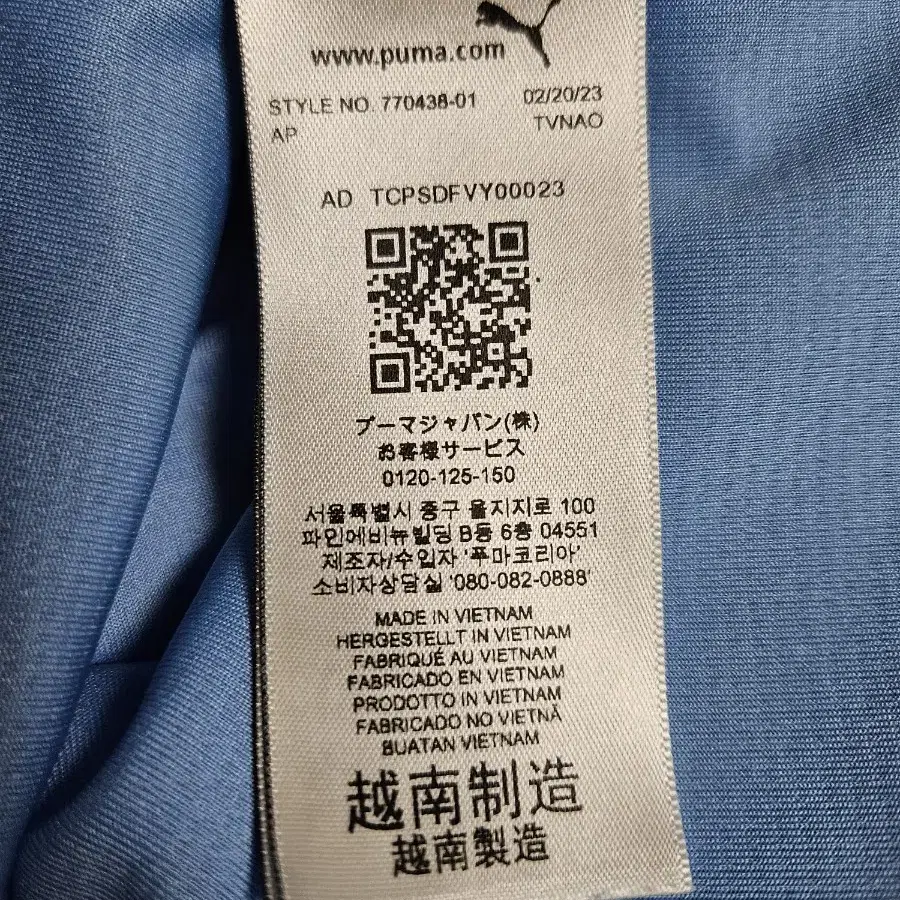 www.puma.com
STYLE NO. 770438-01 02/20/23
AP TVNAO
AD TCPSDFVY00023
プーマジャパン(株)
お客様サービス
0120-125-150
서울특별시 중구 을지지로 100
파인에비뉴빌딩 B동 6층 04551
제조자/수입자 '푸마코리아'
소비자상담실 '080-082-0888'
MADE IN VIETNAM
HERGESTELLT IN VIETNAM
FABRIQUÉ AU VIETNAM
FABRICADO EN VIETNAM
PRODOTTO IN VIETNAM
FABRICADO NO VIETNÃ
BUATAN VIETNAM
越南制造
越南製造